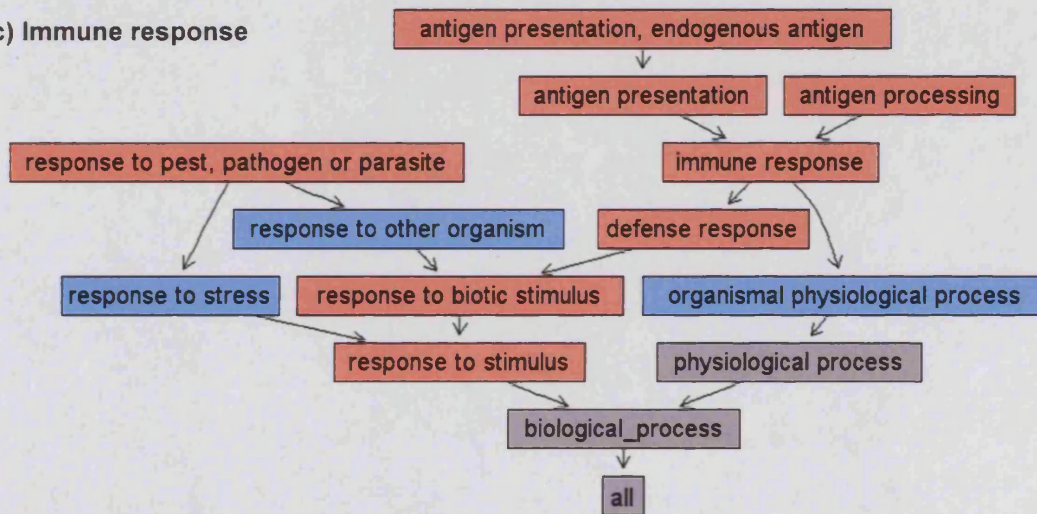 c) Immune response
antigen presentation, endogenous antigen
antigen presentation
antigen processing
response to pest, pathogen or parasite
immune response
response to other organism
defense response
response to stress
response to biotic stimulus
organismal physiological process
response to stimulus
physiological process
biological_process
all